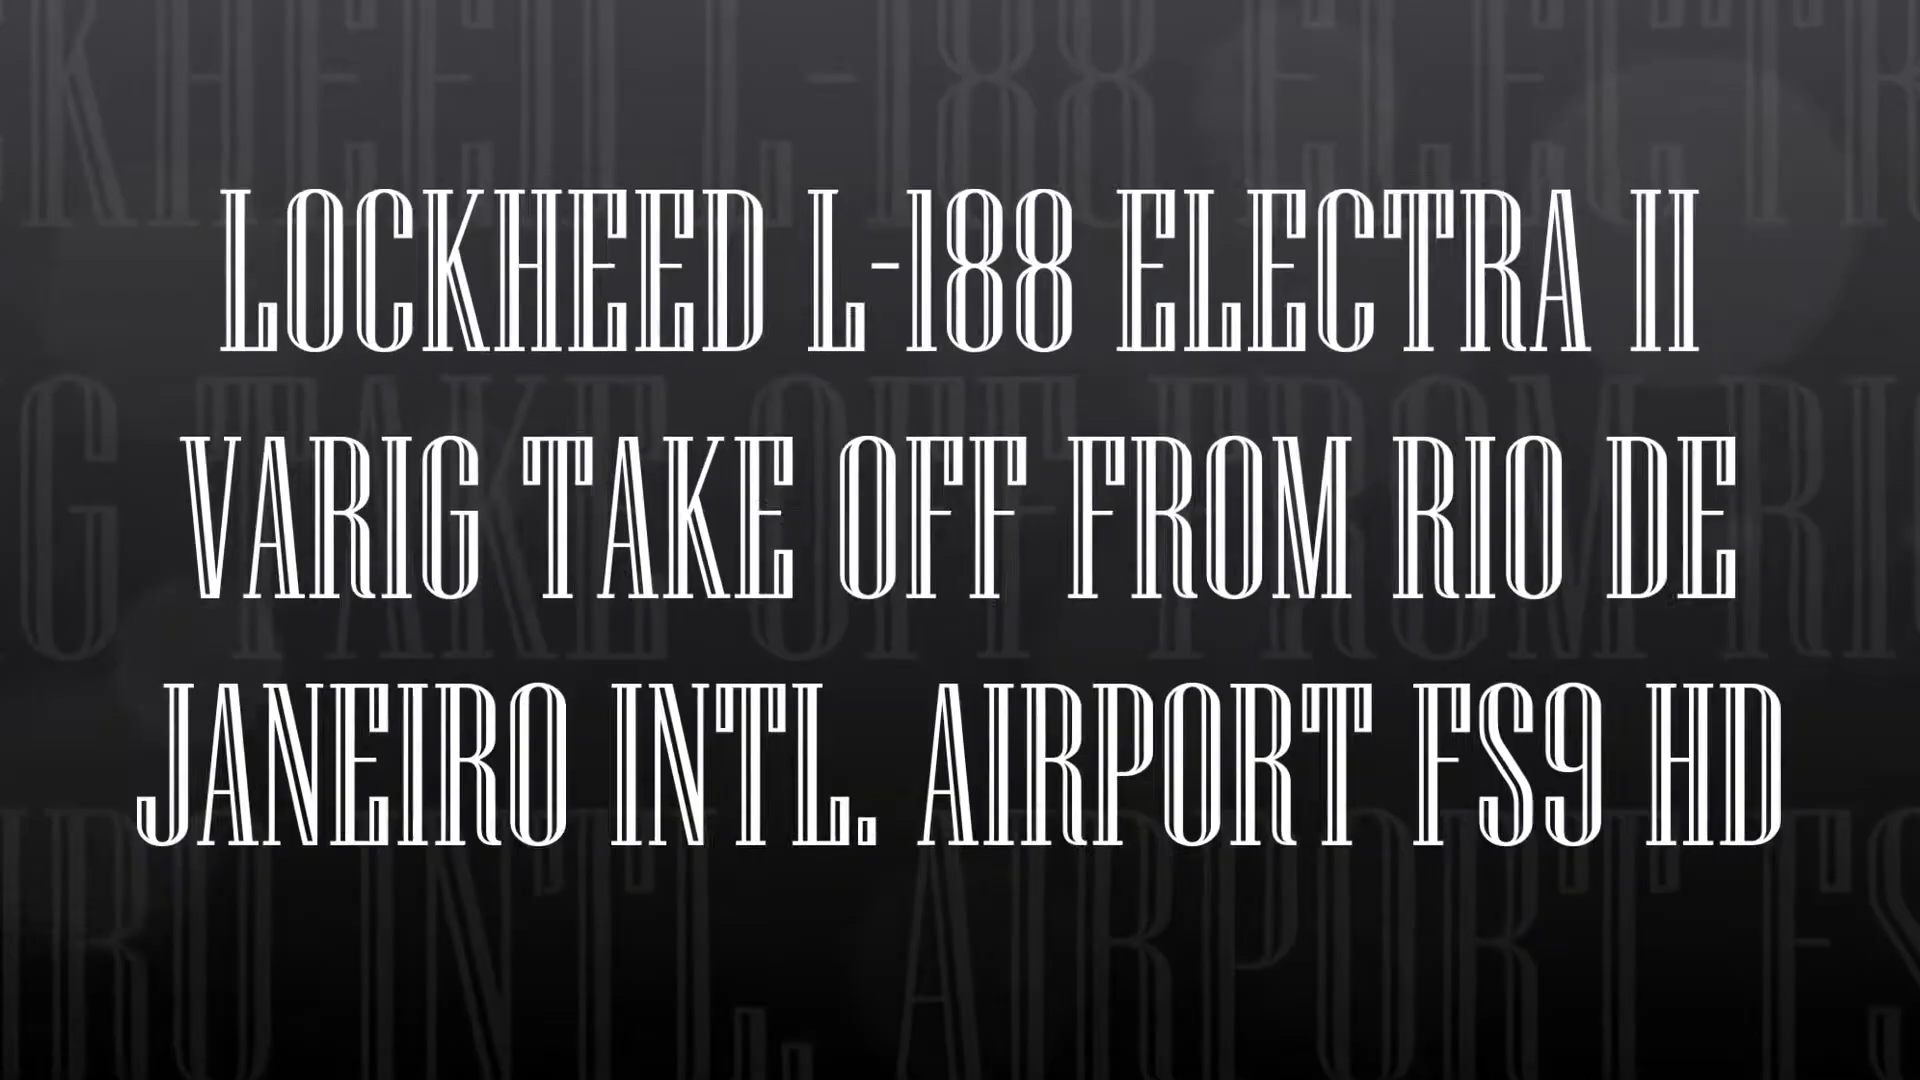 LOCKHEED L-188 ELECTRA II
VARIG TAKE OFF FROM RIO DE
JANEIRO INTL. AIRPORT FS9 HD